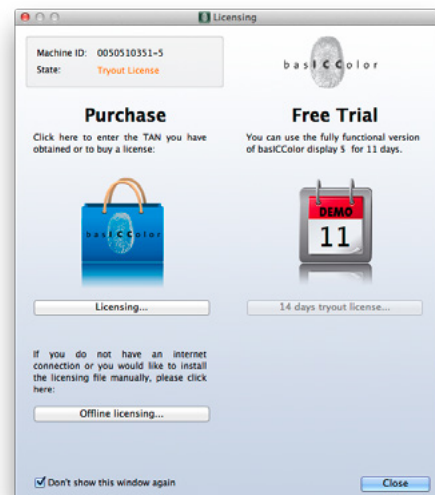 Licensing
Machine ID: 0050510351-5
State: Tryout License
basICColor
Purchase
Click here to enter the TAN you have
obtained or to buy a license:
basICColor
Licensing...
If you do not have an internet
connection or you would like to install
the licensing file manually, please click
here:
Offline licensing...
Free Trial
You can use the fully functional version
of basICColor display 5 for 11 days.
DEMO
11
14 days tryout license...
Don't show this window again
Close